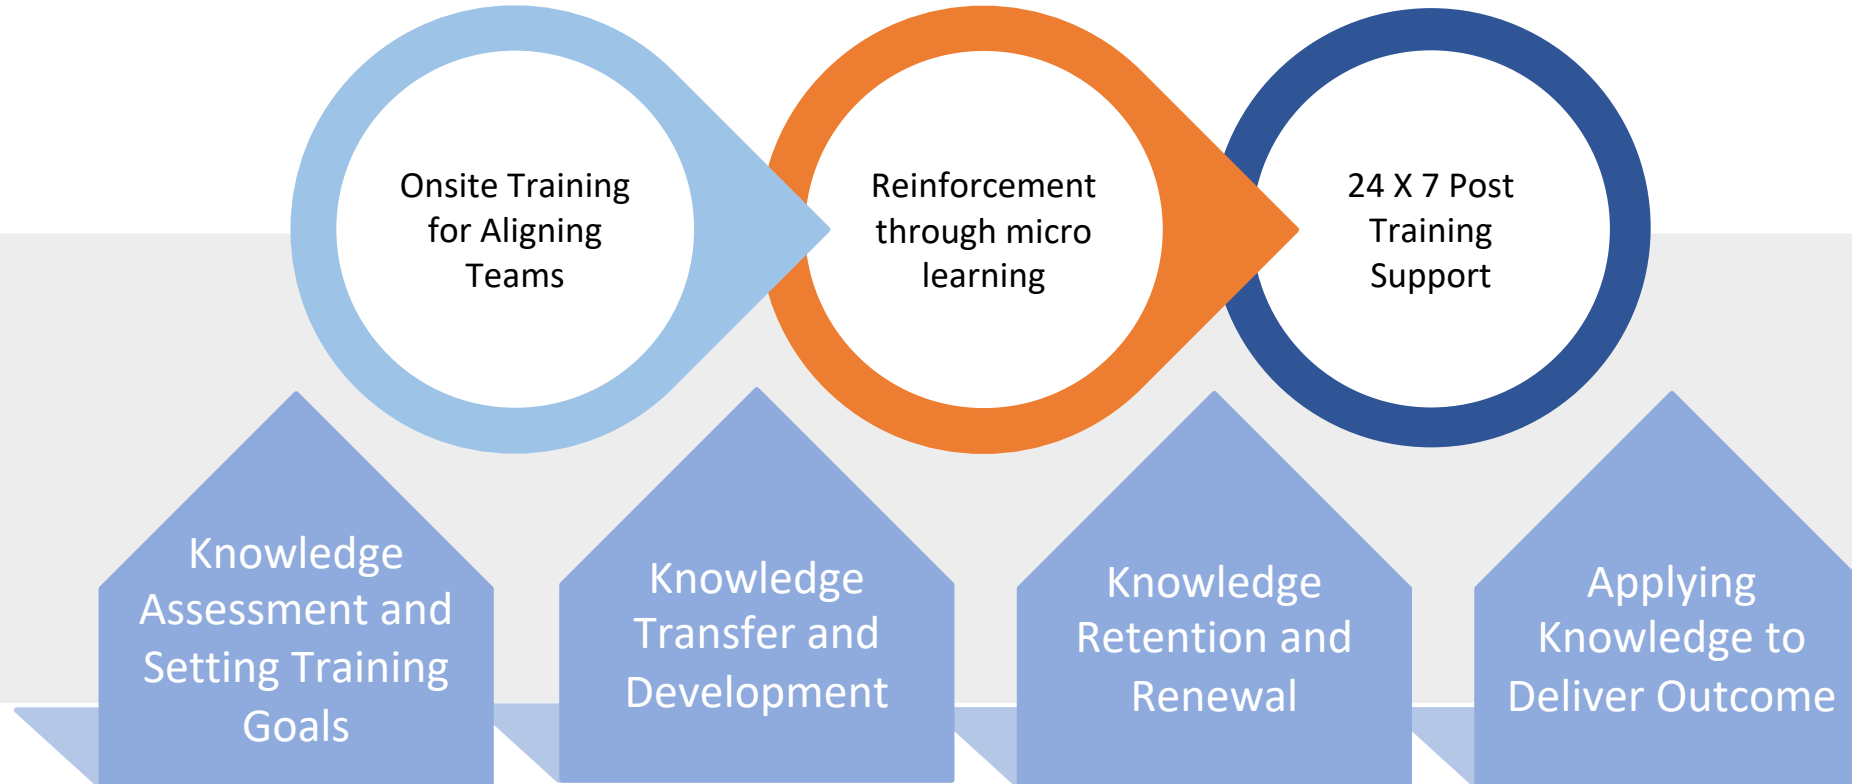 Onsite Training
for Aligning
Teams
Reinforcement
through micro
learning
24 X 7 Post
Training
Support
Knowledge
Assessment and
Setting Training
Goals
Knowledge
Transfer and
Development
Knowledge
Retention and
Renewal
Applying
Knowledge to
Deliver Outcome